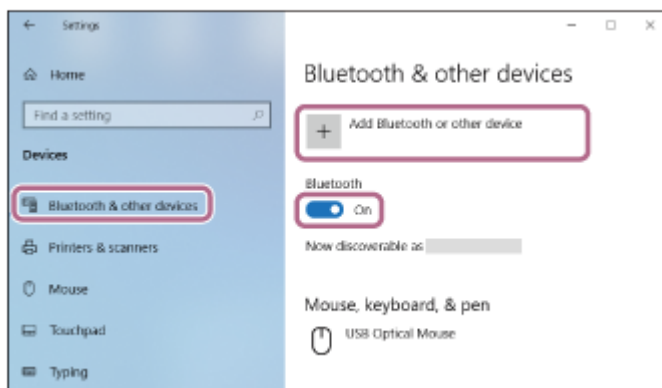 Settings
Home
Find a setting
Devices
Bluetooth & other devices
Printers & scanners
Mouse
Touchpad
Typing
Bluetooth & other devices
Add Bluetooth or other device
Bluetooth
On
Now discoverable as
Mouse, keyboard, & pen
USB Optical Mouse